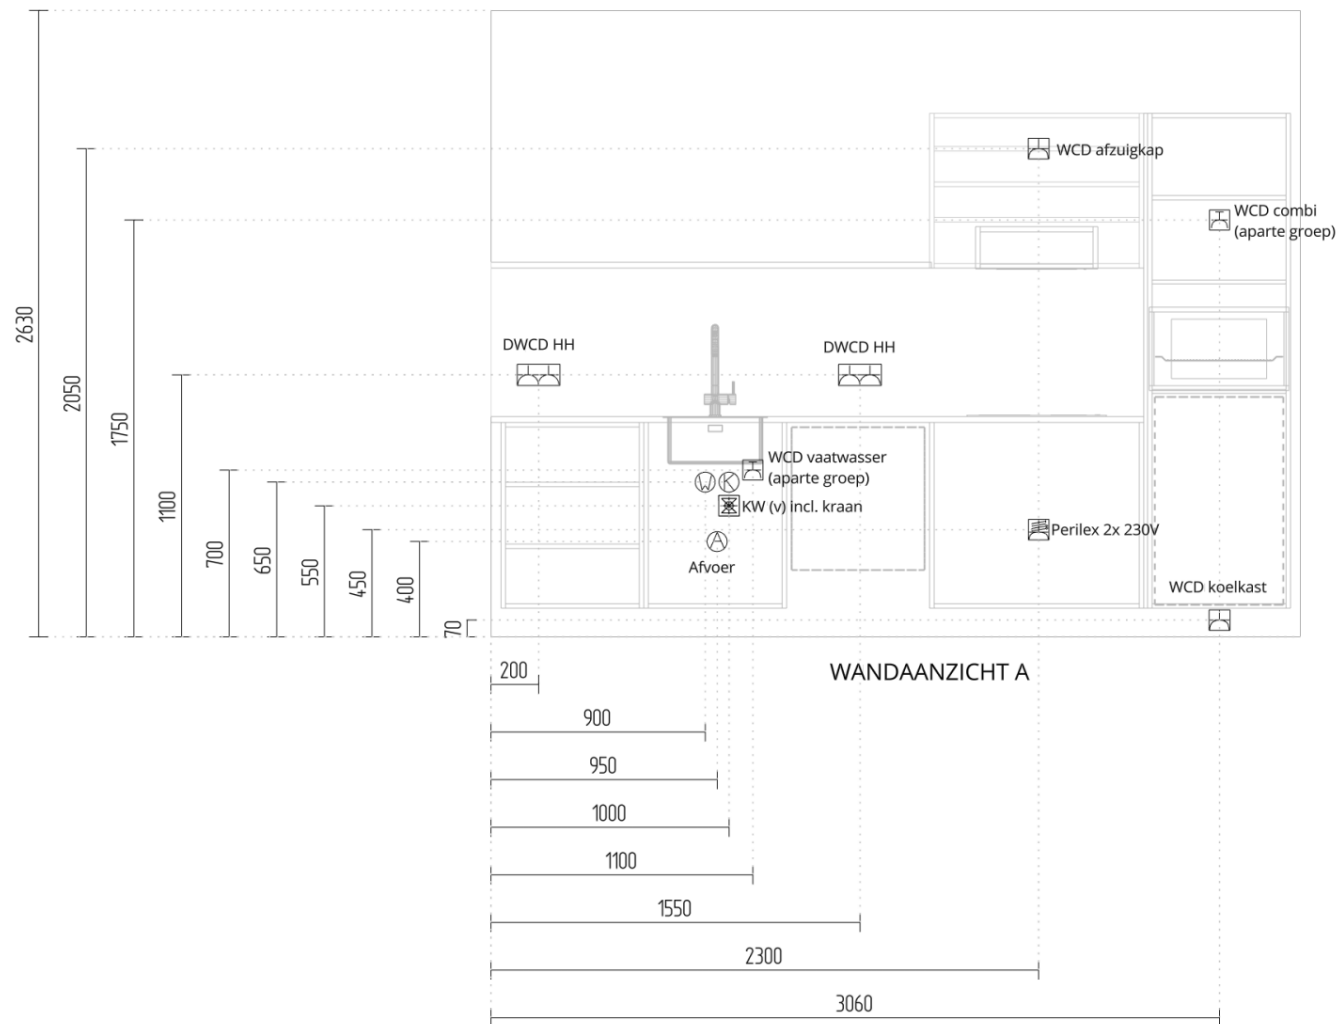 WCD afzuigkap
WCD combi
(aparte groep)
2630
2050
1750
DWCD HH
DWCD HH
1100
WCD vaatwasser
(aparte groep)
W K
KW (v) incl. kraan
700
650
550
450
400
Perilex 2x 230V
A
Afvoer
WCD koelkast
70
WANDAANZICHT A
200
900
950
1000
1100
1550
2300
3060